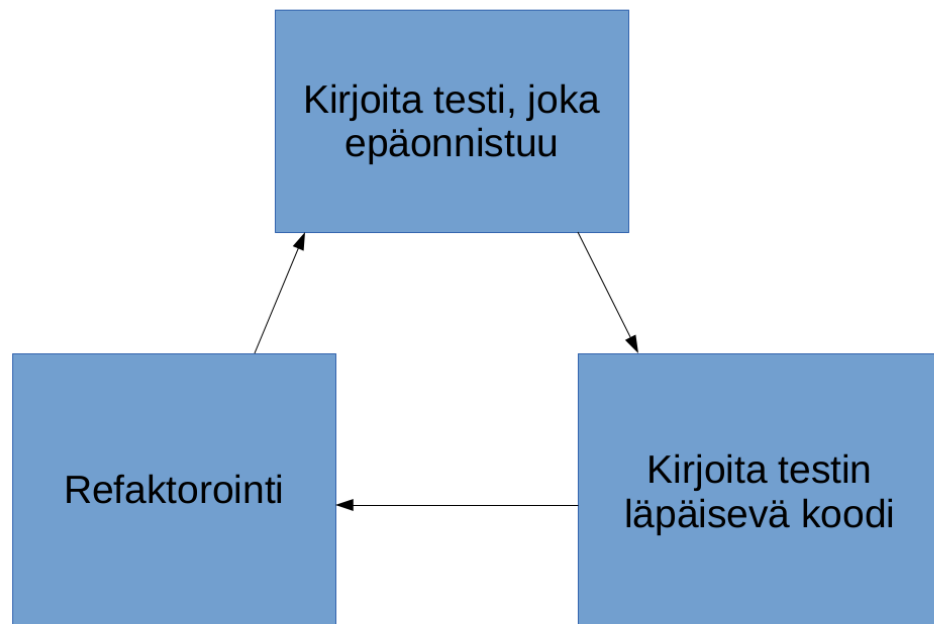 Kirjoita testi, joka
epäonnistuu
Refaktorointi
Kirjoita testin
läpäisevä koodi